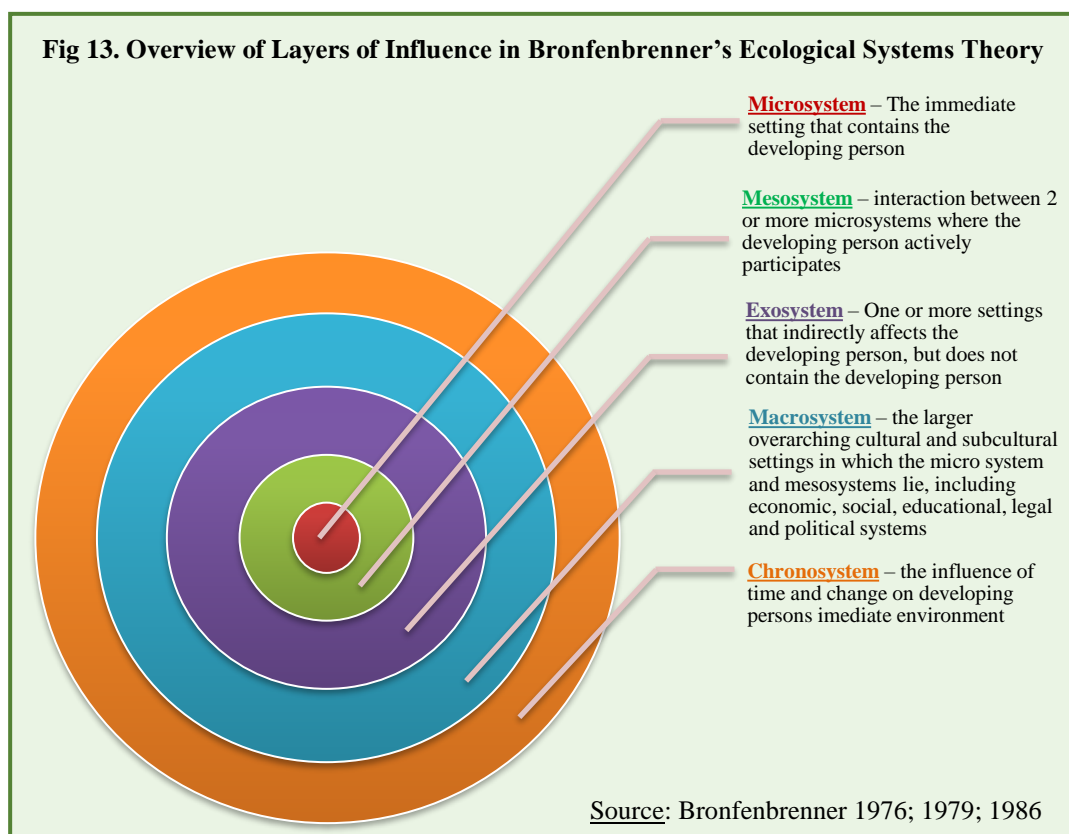 Fig 13. Overview of Layers of Influence in Bronfenbrenner’s Ecological Systems Theory
Microsystem – The immediate
setting that contains the
developing person
Mesosystem – interaction between 2
or more microsystems where the
developing person actively
participates
Exosystem – One or more settings
that indirectly affects the
developing person, but does not
contain the developing person
Macrosystem – the larger
overarching cultural and subcultural
settings in which the micro system
and mesosystems lie, including
economic, social, educational, legal
and political systems
Chronosystem – the influence of
time and change on developing
persons imediate environment
Source: Bronfenbrenner 1976; 1979; 1986